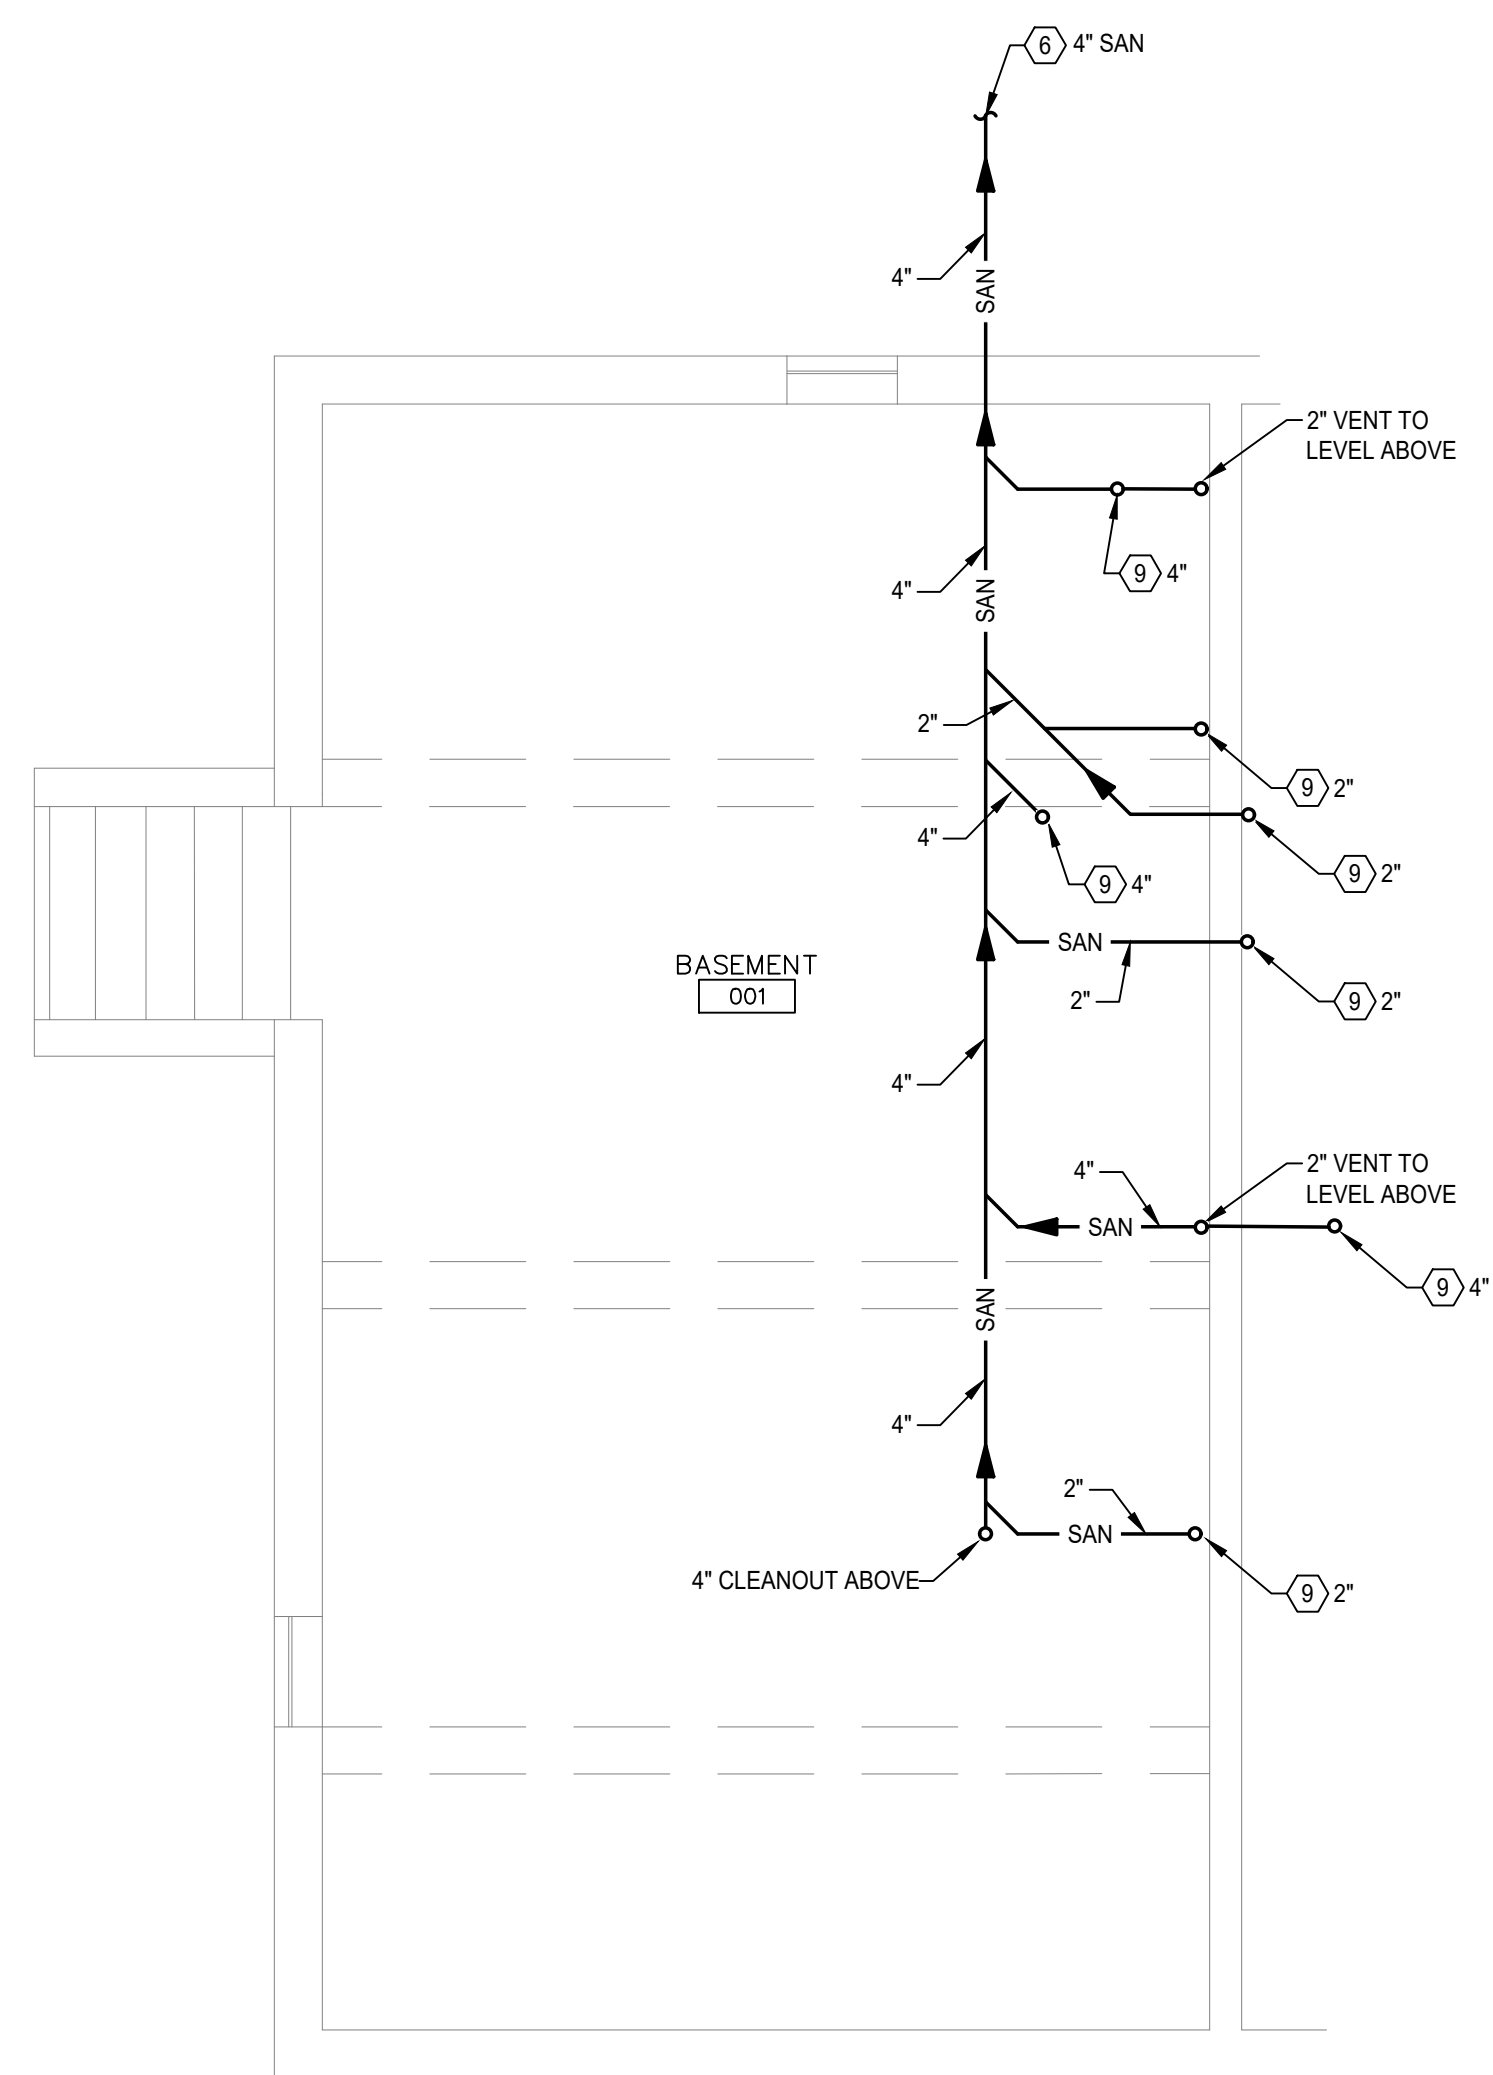 6 4" SAN
4"
SAN
2" VENT TO
LEVEL ABOVE
9 4"
4"
SAN
2"
9 2"
4"
9 2"
9 4"
SAN
BASEMENT
001
2"
9 2"
4"
2" VENT TO
LEVEL ABOVE
4"
SAN
9 4"
SAN
4"
2"
SAN
4" CLEANOUT ABOVE
9 2"